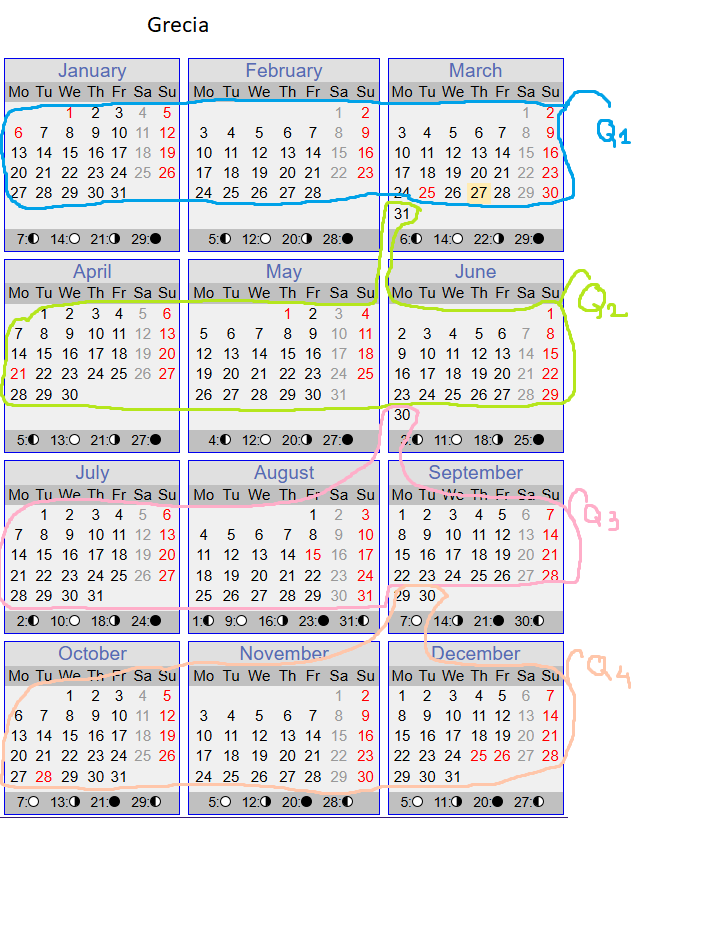 Grecia
January February March
Mo Tu We Th Fr Sa Su Mo Tu We Th Fr Sa Su Mo Tu We Th Fr Sa Su
1 2 3 4 5 1 2 1 2
6 7 8 9 10 11 12 3 4 5 6 7 8 9 3 4 5 6 7 8 9 Q1
13 14 15 16 17 18 19 10 11 12 13 14 15 16 10 11 12 13 14 15 16
20 21 22 23 24 25 26 17 18 19 20 21 22 23 17 18 19 20 21 22 23
27 28 29 30 31 24 25 26 27 28 24 25 26 27 28 29 30
31
7:◐ 14:○ 21:◑ 29:● 5:◐ 12:○ 20:◑ 28:● 6:◐ 14:○ 22:◑ 29:●
April May June
Mo Tu We Th Fr Sa Su Mo Tu We Th Fr Sa Su Mo Tu We Th Fr Sa Su Q2
1 2 3 4 5 6 1 2 3 4 1
7 8 9 10 11 12 13 5 6 7 8 9 10 11 2 3 4 5 6 7 8
14 15 16 17 18 19 20 12 13 14 15 16 17 18 9 10 11 12 13 14 15
21 22 23 24 25 26 27 19 20 21 22 23 24 25 16 17 18 19 20 21 22
28 29 30 26 27 28 29 30 31 23 24 25 26 27 28 29
30
5:◐ 13:○ 21:◑ 27:● 4:◐ 12:○ 20:◑ 27:● 3:◐ 11:○ 18:◑ 25:●
July August September
Mo Tu We Th Fr Sa Su Mo Tu We Th Fr Sa Su Mo Tu We Th Fr Sa Su
1 2 3 4 5 6 1 2 3 1 2 3 4 5 6 7 Q3
7 8 9 10 11 12 13 4 5 6 7 8 9 10 8 9 10 11 12 13 14
14 15 16 17 18 19 20 11 12 13 14 15 16 17 15 16 17 18 19 20 21
21 22 23 24 25 26 27 18 19 20 21 22 23 24 22 23 24 25 26 27 28
28 29 30 31 25 26 27 28 29 30 31 29 30
2:◐ 10:○ 18:◑ 24:● 1:◐ 9:○ 16:◑ 23:● 31:◐ 7:○ 14:◑ 21:● 30:◐
October November December
Mo Tu We Th Fr Sa Su Mo Tu We Th Fr Sa Su Mo Tu We Th Fr Sa Su Q4
1 2 3 4 5 1 2 1 2 3 4 5 6 7
6 7 8 9 10 11 12 3 4 5 6 7 8 9 8 9 10 11 12 13 14
13 14 15 16 17 18 19 10 11 12 13 14 15 16 15 16 17 18 19 20 21
20 21 22 23 24 25 26 17 18 19 20 21 22 23 22 23 24 25 26 27 28
27 28 29 30 31 24 25 26 27 28 29 30 29 30 31
7:○ 13:◑ 21:● 29:◐ 5:○ 12:◑ 20:● 28:◐ 5:○ 11:◑ 20:● 27:◐